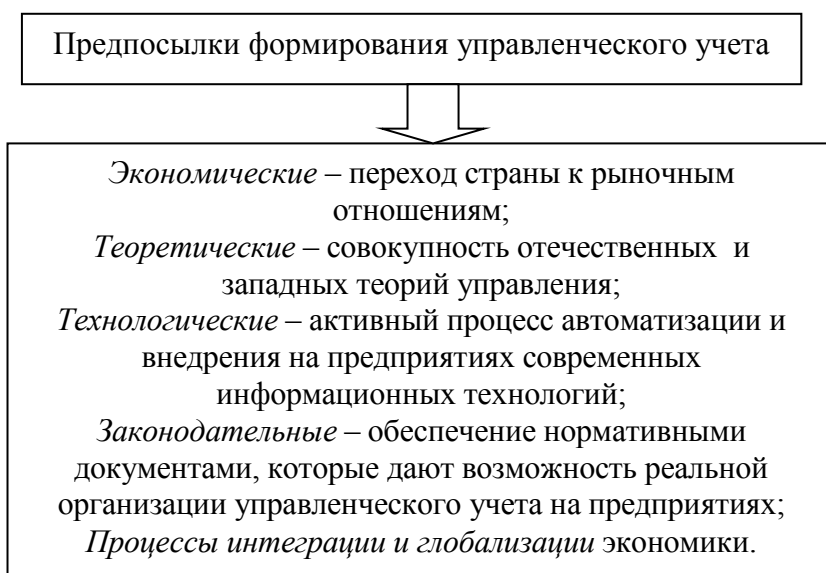 Предпосылки формирования управленческого учета
Экономические – переход страны к рыночным
отношениям;
Теоретические – совокупность отечественных и
западных теорий управления;
Технологические – активный процесс автоматизации и
внедрения на предприятиях современных
информационных технологий;
Законодательные – обеспечение нормативными
документами, которые дают возможность реальной
организации управленческого учета на предприятиях;
Процессы интеграции и глобализации экономики.